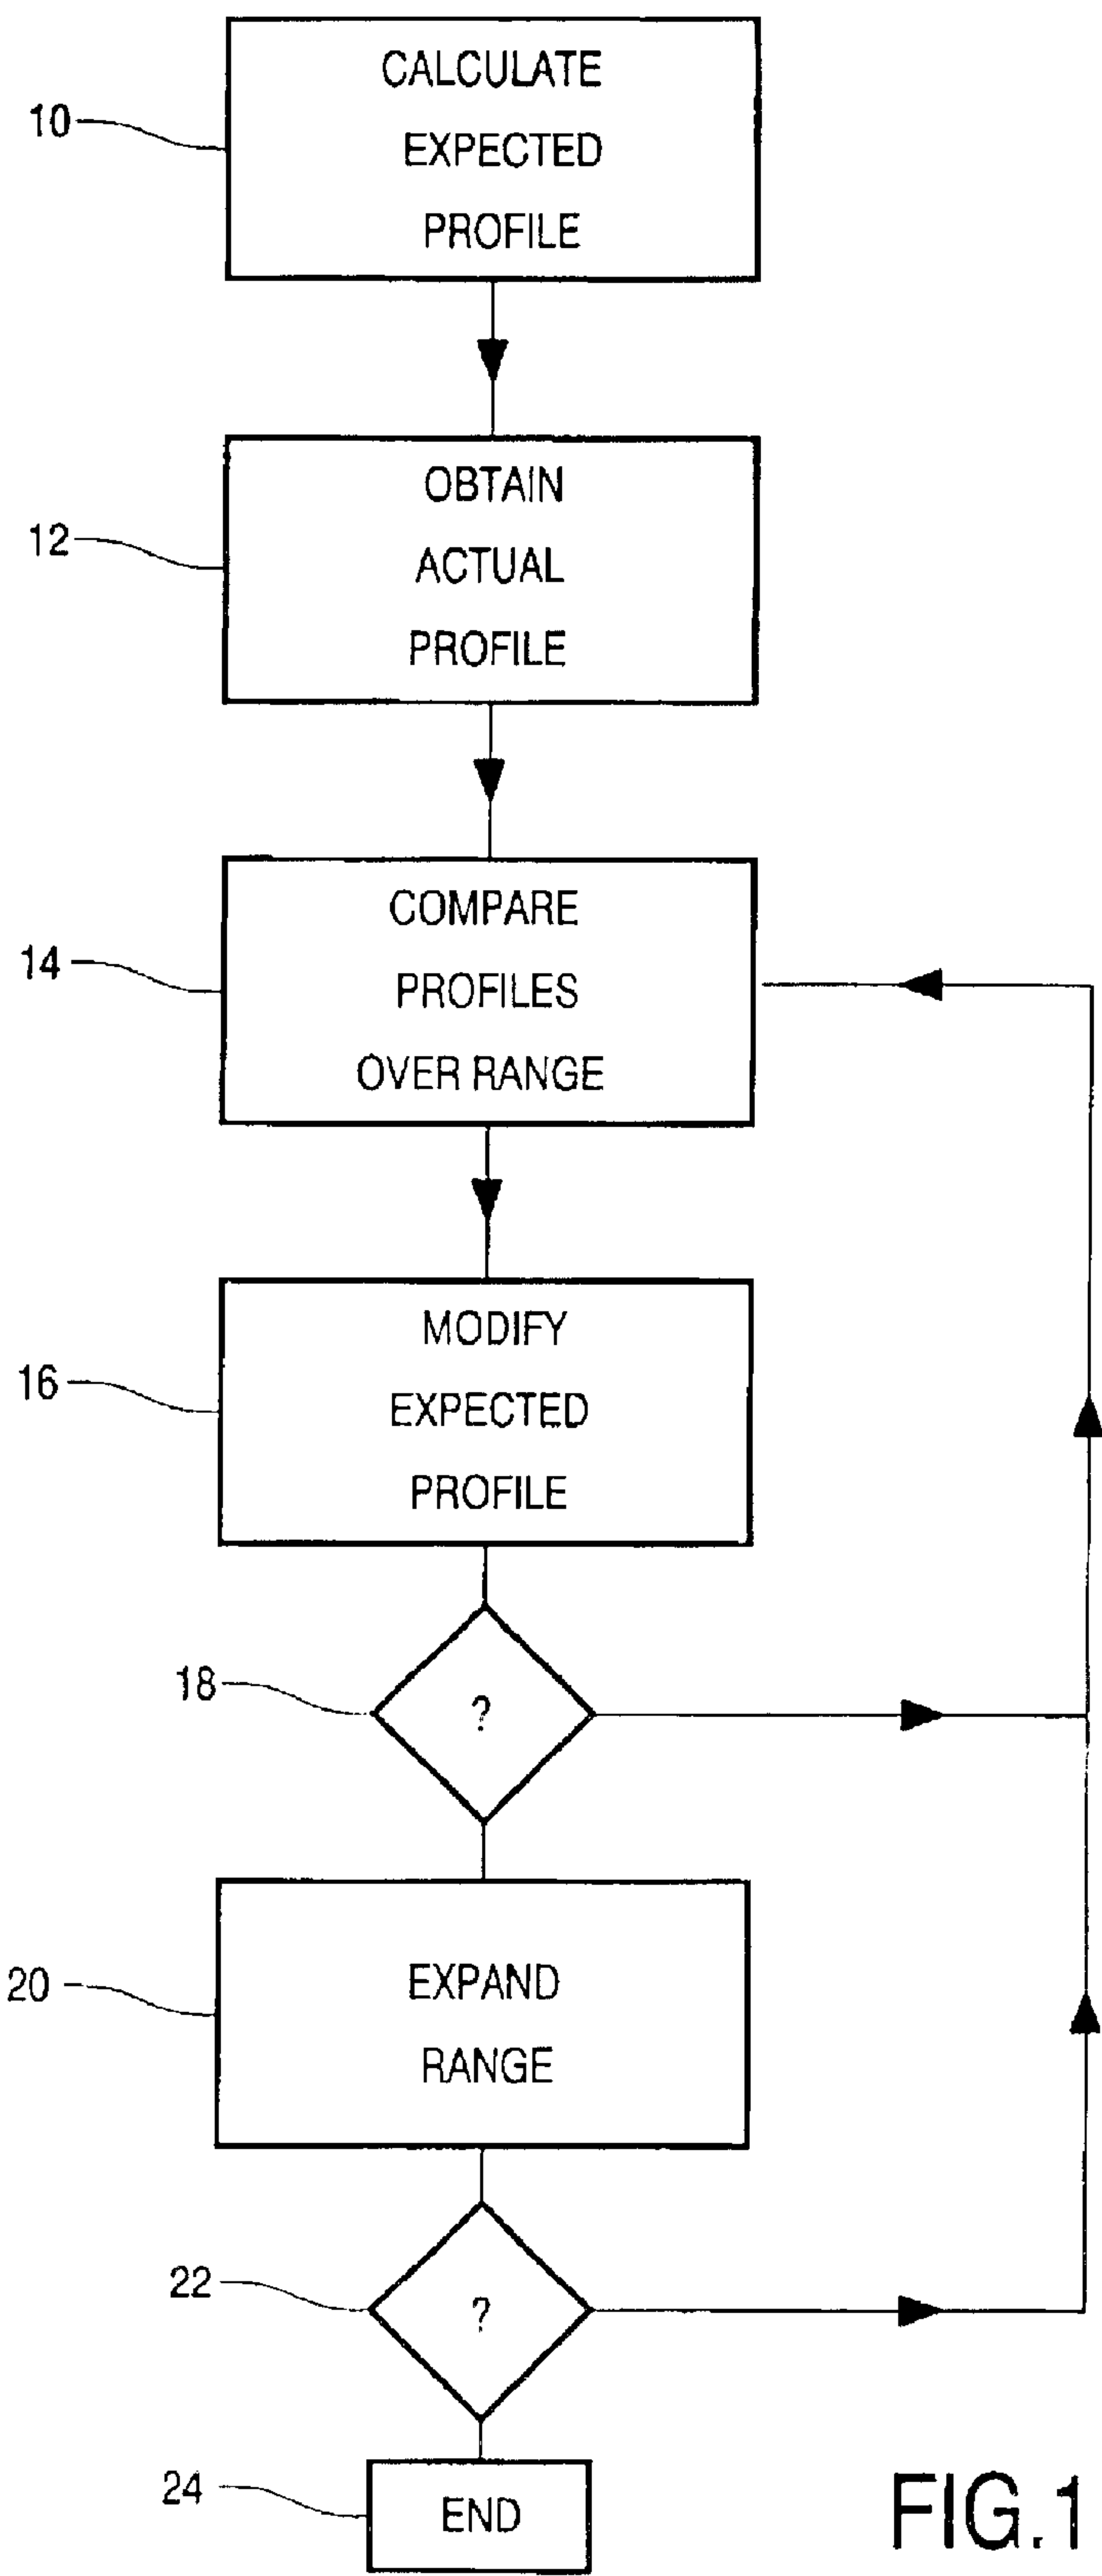 CALCULATE
10
EXPECTED
PROFILE
OBTAIN
12
ACTUAL
PROFILE
COMPARE
14
PROFILES
OVER RANGE
MODIFY
16
EXPECTED
PROFILE
18
?
20
EXPAND
RANGE
22
?
24
END
FIG.1